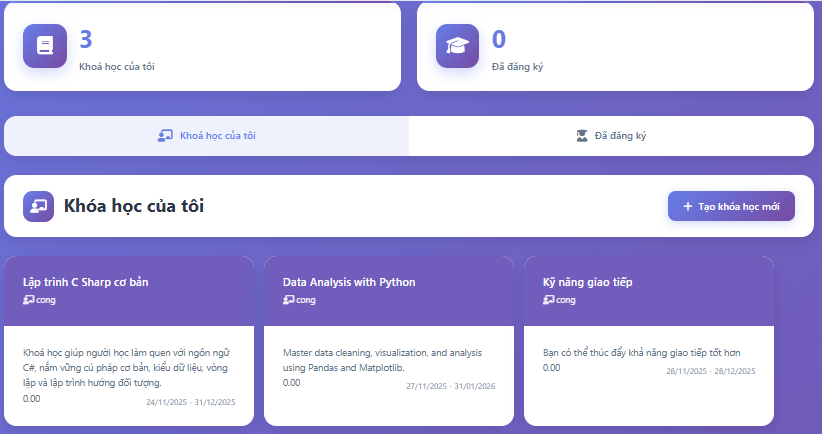 3
Khoá học của tôi
0
Đã đăng ký
Khoá học của tôi
Đã đăng ký
Khóa học của tôi
+ Tạo khóa học mới
Lập trình C Sharp cơ bản
cong
Khoá học giúp người học làm quen với ngôn ngữ
C#, nắm vững cú pháp cơ bản, kiểu dữ liệu, vòng
lặp và lập trình hướng đối tượng.
0.00
24/11/2025 - 31/12/2025
Data Analysis with Python
cong
Master data cleaning, visualization, and analysis
using Pandas and Matplotlib.
0.00
27/11/2025 - 31/01/2026
Kỹ năng giao tiếp
cong
Bạn có thể thúc đẩy khả năng giao tiếp tốt hơn
0.00
28/11/2025 - 28/12/2025